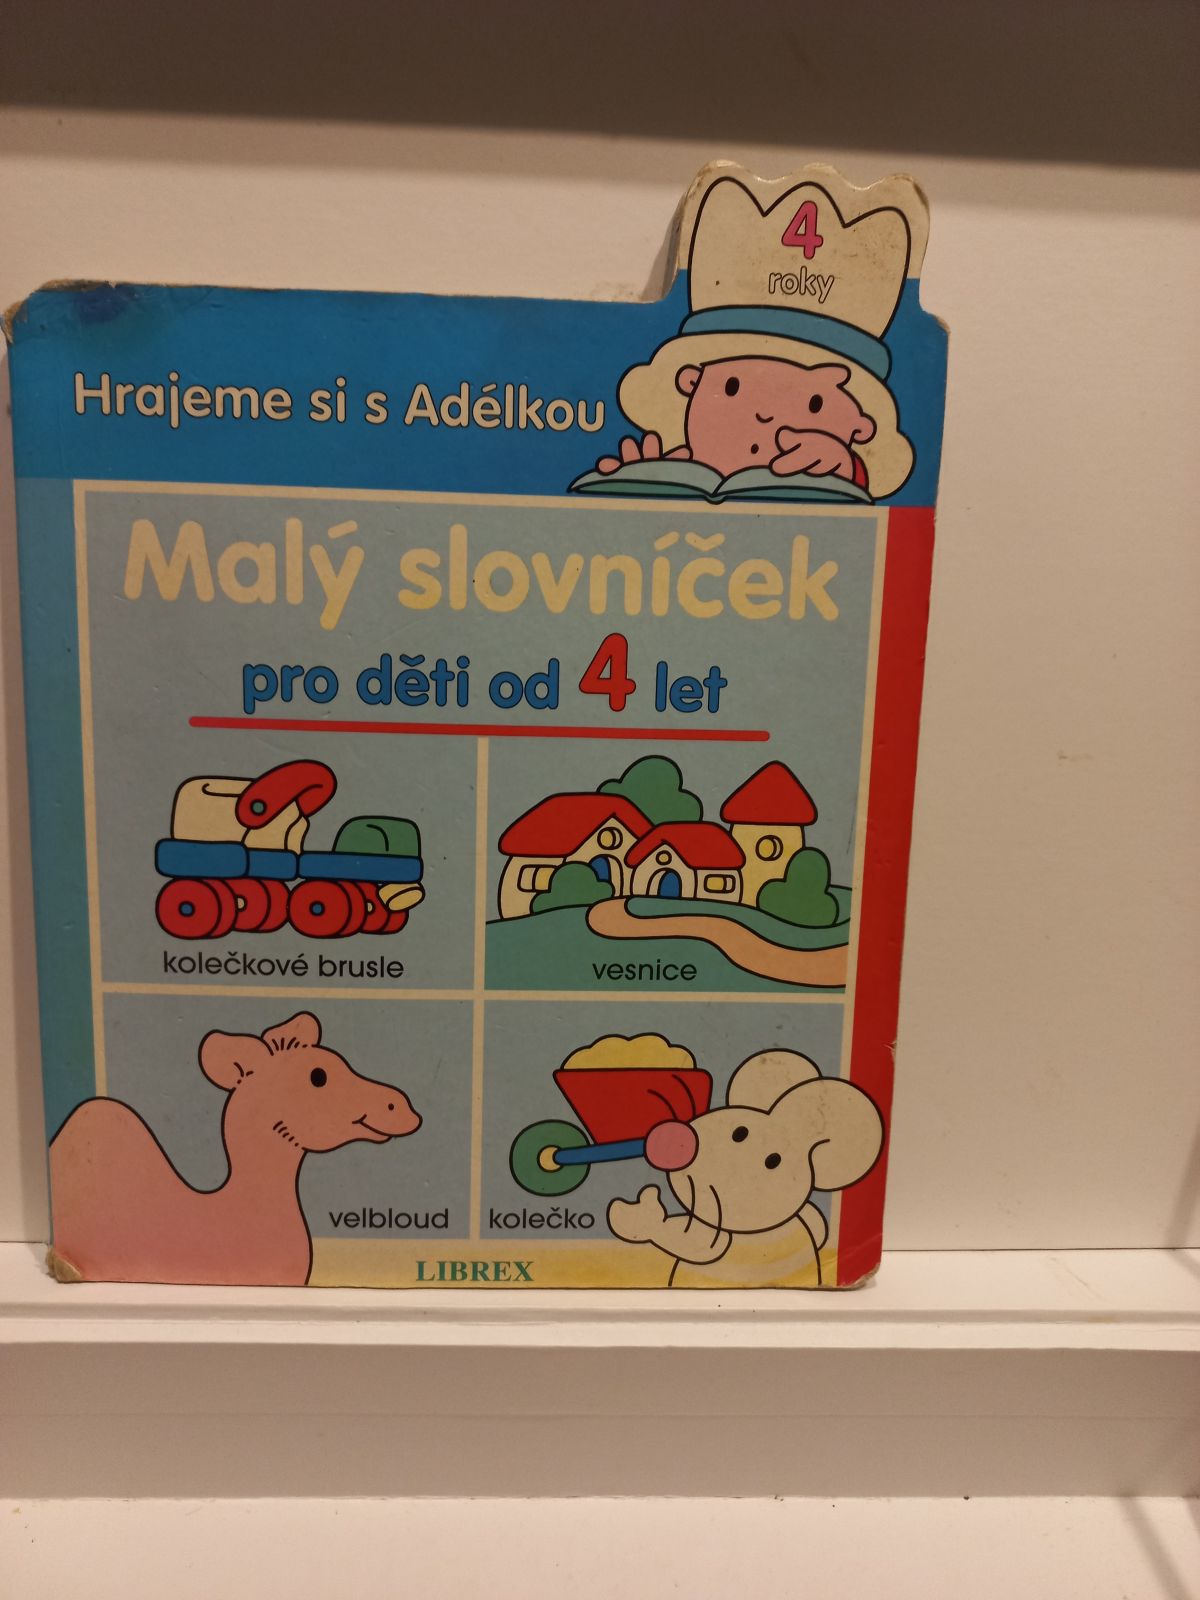 4
roky
Hrajeme si s Adélkou
Malý slovníček
pro děti od 4 let
kolečkové brusle
vesnice
velbloud
kolečko
LIBREX